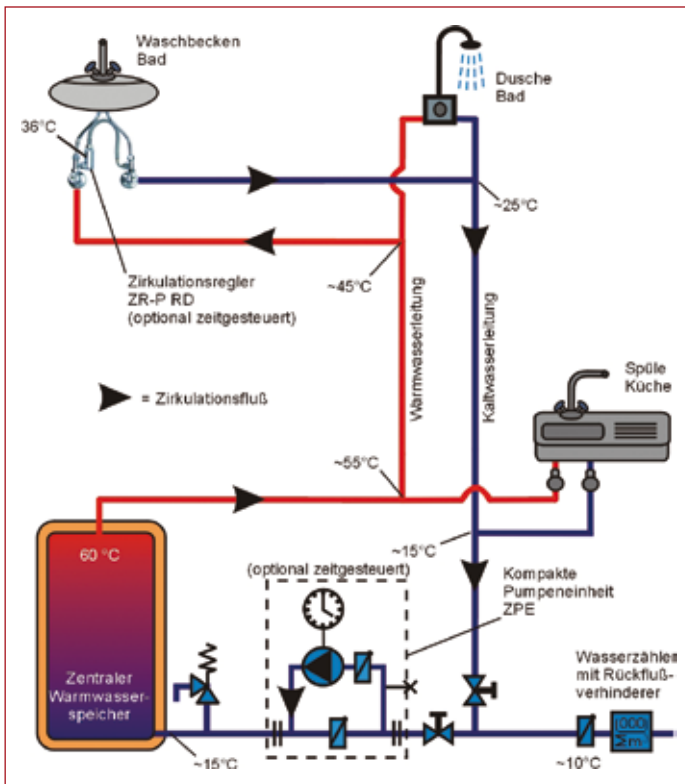 Waschbecken
Bad
Dusche
Bad
36°C
~25°C
Zirkulationsregler
ZR-P RD
(optional zeitgesteuert)
~45°C
Warmwasserleitung
Kaltwasserleitung
Spüle
Küche
= Zirkulationsfluß
~55°C
60 °C
~15°C
(optional zeitgesteuert)
Kompakte
Pumpeneinheit
ZPE
Zentraler
Warmwasser-
speicher
Wasserzähler
mit Rückfluß-
verhinderer
000
~15°C
~10°C